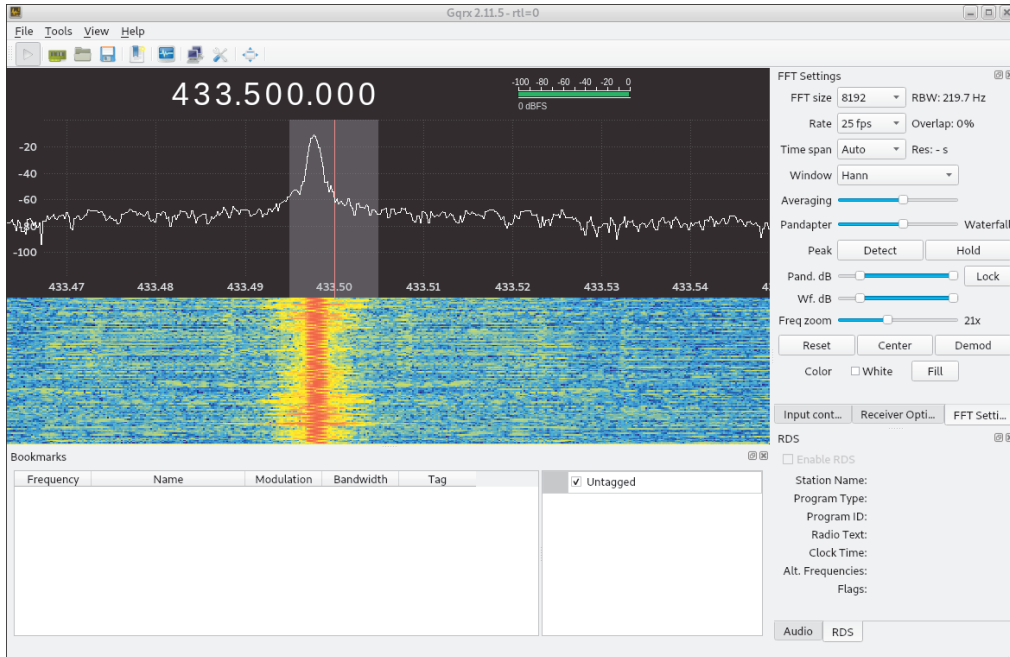 Gqrx 2.11.5 - rtl=0
File Tools View Help
433.500.000
-100 -80 -60 -40 -20 0
0 dBFS
-20
-40
-60
-80
-100
433.47 433.48 433.49 433.50 433.51 433.52 433.53 433.54
FFT Settings
FFT size 8192 RBW: 219.7 Hz
Rate 25 fps Overlap: 0%
Time span Auto Res: - s
Window Hann
Averaging
Pandapter Waterfall
Peak Detect Hold
Pand. dB Lock
Wf. dB
Freq zoom 21x
Reset Center Demod
Color White Fill
Input cont... Receiver Opti... FFT Setti...
Bookmarks
Frequency Name Modulation Bandwidth Tag
Untagged
RDS
Enable RDS
Station Name:
Program Type:
Program ID:
Radio Text:
Clock Time:
Alt. Frequencies:
Flags:
Audio RDS